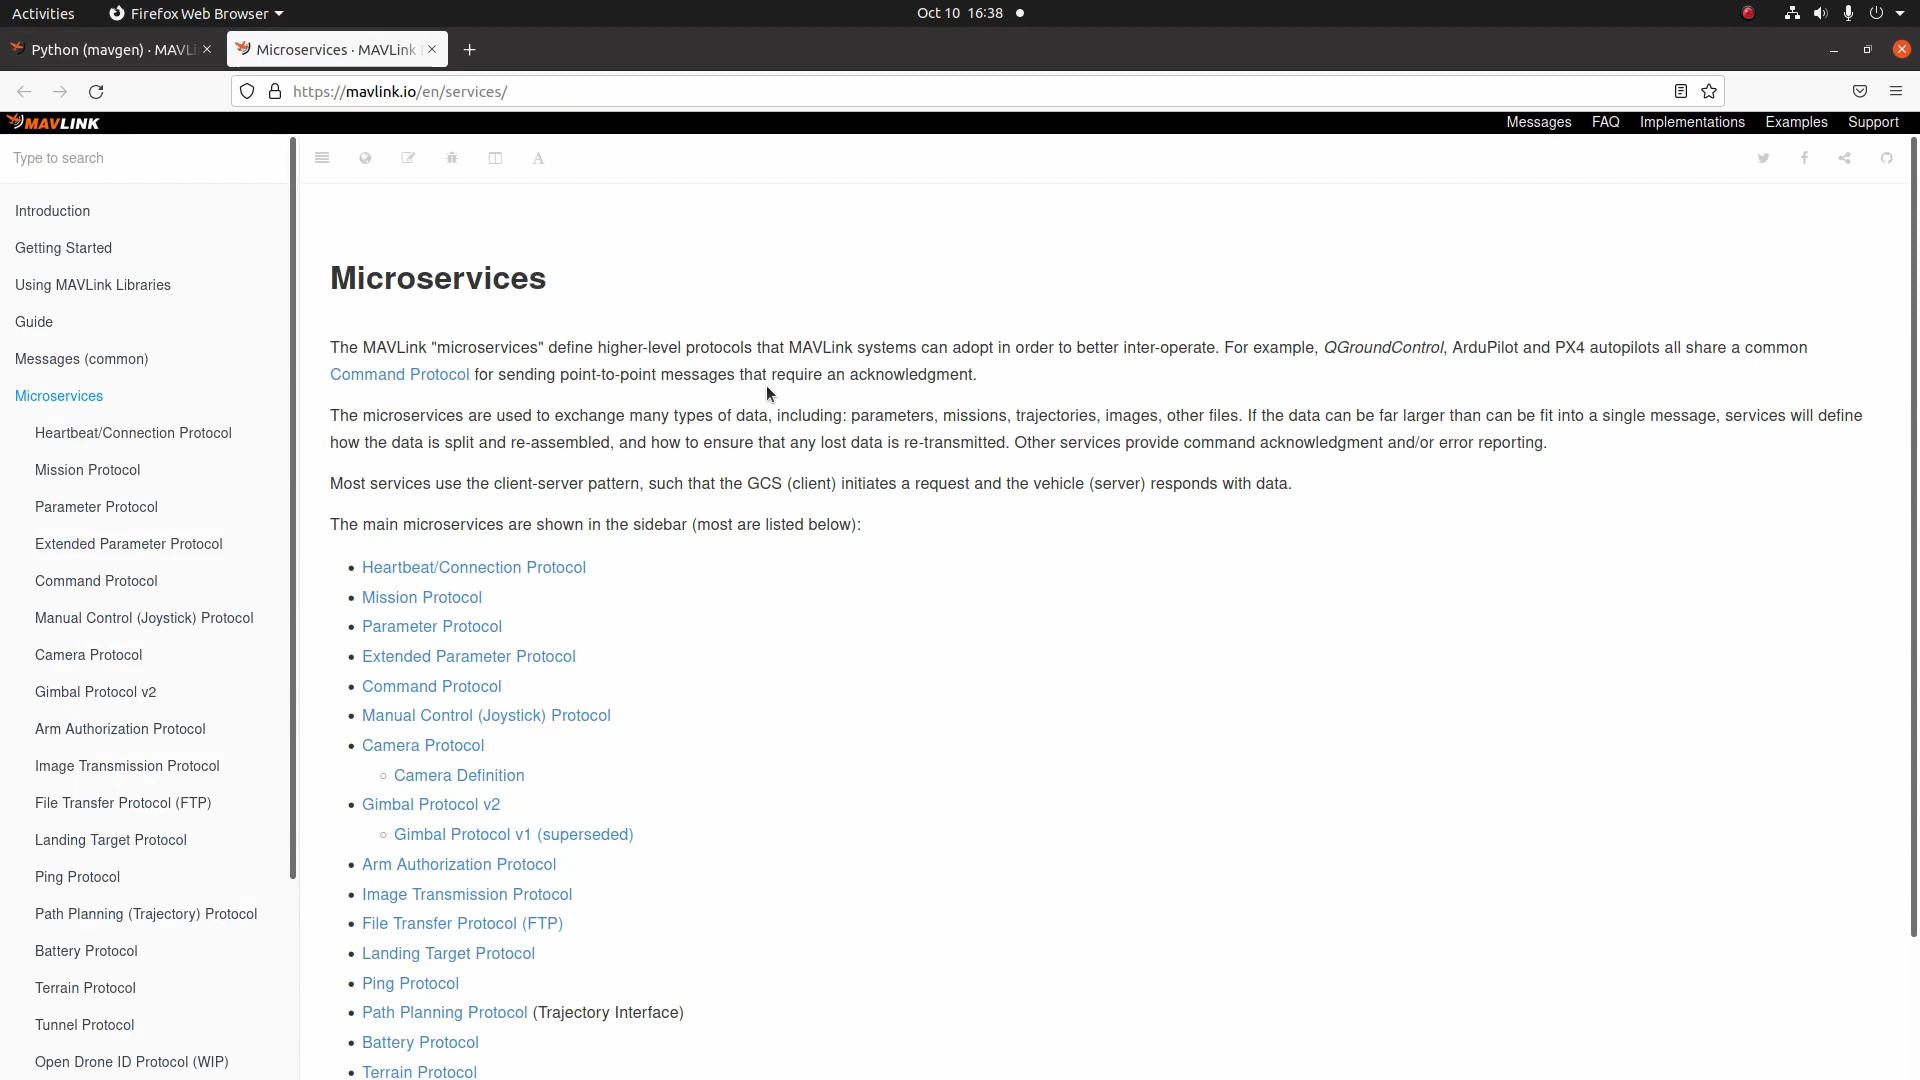 Activities
Firefox Web Browser
Oct 10 16:38
Python (mavgen) · MAVLi
Microservices · MAVLink
https://mavlink.io/en/services/
MAVLINK
Messages
FAQ
Implementations
Examples
Support
Type to search
Introduction
Getting Started
Using MAVLink Libraries
Guide
Messages (common)
Microservices
Heartbeat/Connection Protocol
Mission Protocol
Parameter Protocol
Extended Parameter Protocol
Command Protocol
Manual Control (Joystick) Protocol
Camera Protocol
Gimbal Protocol v2
Arm Authorization Protocol
Image Transmission Protocol
File Transfer Protocol (FTP)
Landing Target Protocol
Ping Protocol
Path Planning (Trajectory) Protocol
Battery Protocol
Terrain Protocol
Tunnel Protocol
Open Drone ID Protocol (WIP)
A
Microservices
The MAVLink "microservices" define higher-level protocols that MAVLink systems can adopt in order to better inter-operate. For example, QGroundControl, ArduPilot and PX4 autopilots all share a common
Command Protocol for sending point-to-point messages that require an acknowledgment.
The microservices are used to exchange many types of data, including: parameters, missions, trajectories, images, other files. If the data can be far larger than can be fit into a single message, services will define
how the data is split and re-assembled, and how to ensure that any lost data is re-transmitted. Other services provide command acknowledgment and/or error reporting.
Most services use the client-server pattern, such that the GCS (client) initiates a request and the vehicle (server) responds with data.
The main microservices are shown in the sidebar (most are listed below):
Heartbeat/Connection Protocol
Mission Protocol
Parameter Protocol
Extended Parameter Protocol
Command Protocol
Manual Control (Joystick) Protocol
Camera Protocol
Camera Definition
Gimbal Protocol v2
Gimbal Protocol v1 (superseded)
Arm Authorization Protocol
Image Transmission Protocol
File Transfer Protocol (FTP)
Landing Target Protocol
Ping Protocol
Path Planning Protocol (Trajectory Interface)
Battery Protocol
Terrain Protocol